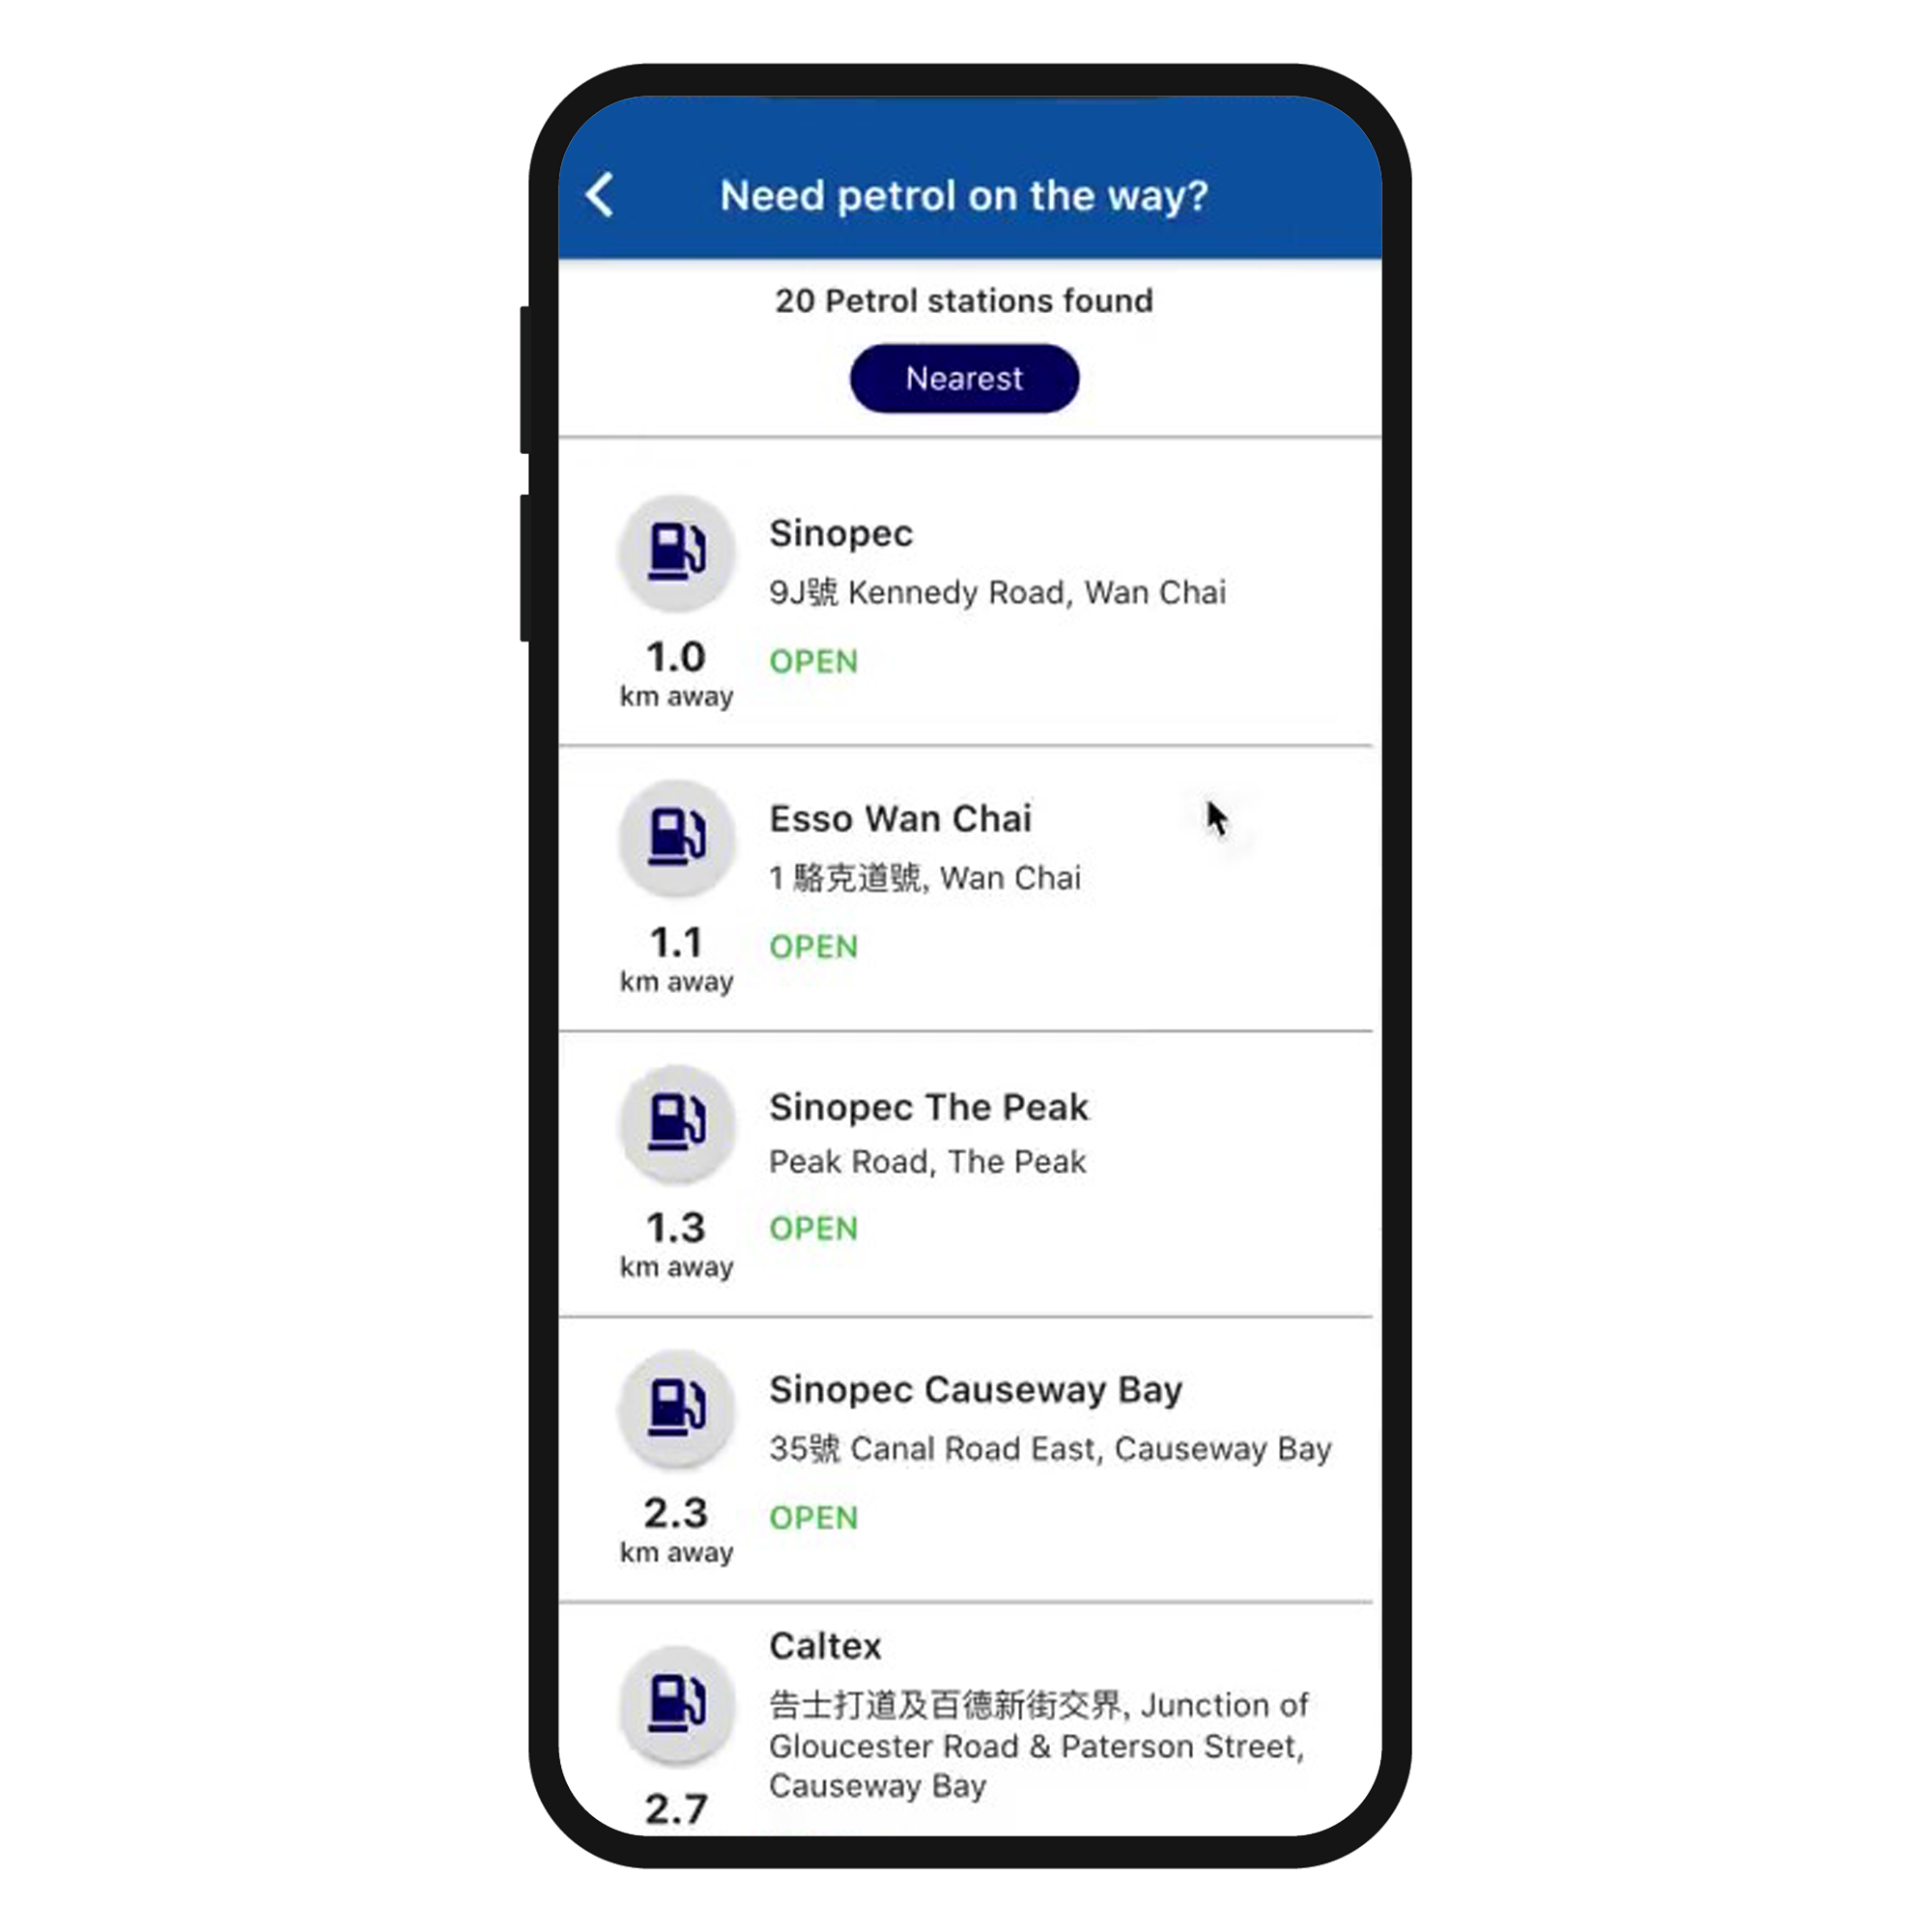 Need petrol on the way?
20 Petrol stations found
Nearest
Sinopec
9J號 Kennedy Road, Wan Chai
OPEN
1.0
km away
Esso Wan Chai
1 駱克道號, Wan Chai
OPEN
1.1
km away
Sinopec The Peak
Peak Road, The Peak
OPEN
1.3
km away
Sinopec Causeway Bay
35號 Canal Road East, Causeway Bay
OPEN
2.3
km away
Caltex
告士打道及百德新街交界, Junction of
Gloucester Road & Paterson Street,
Causeway Bay
2.7